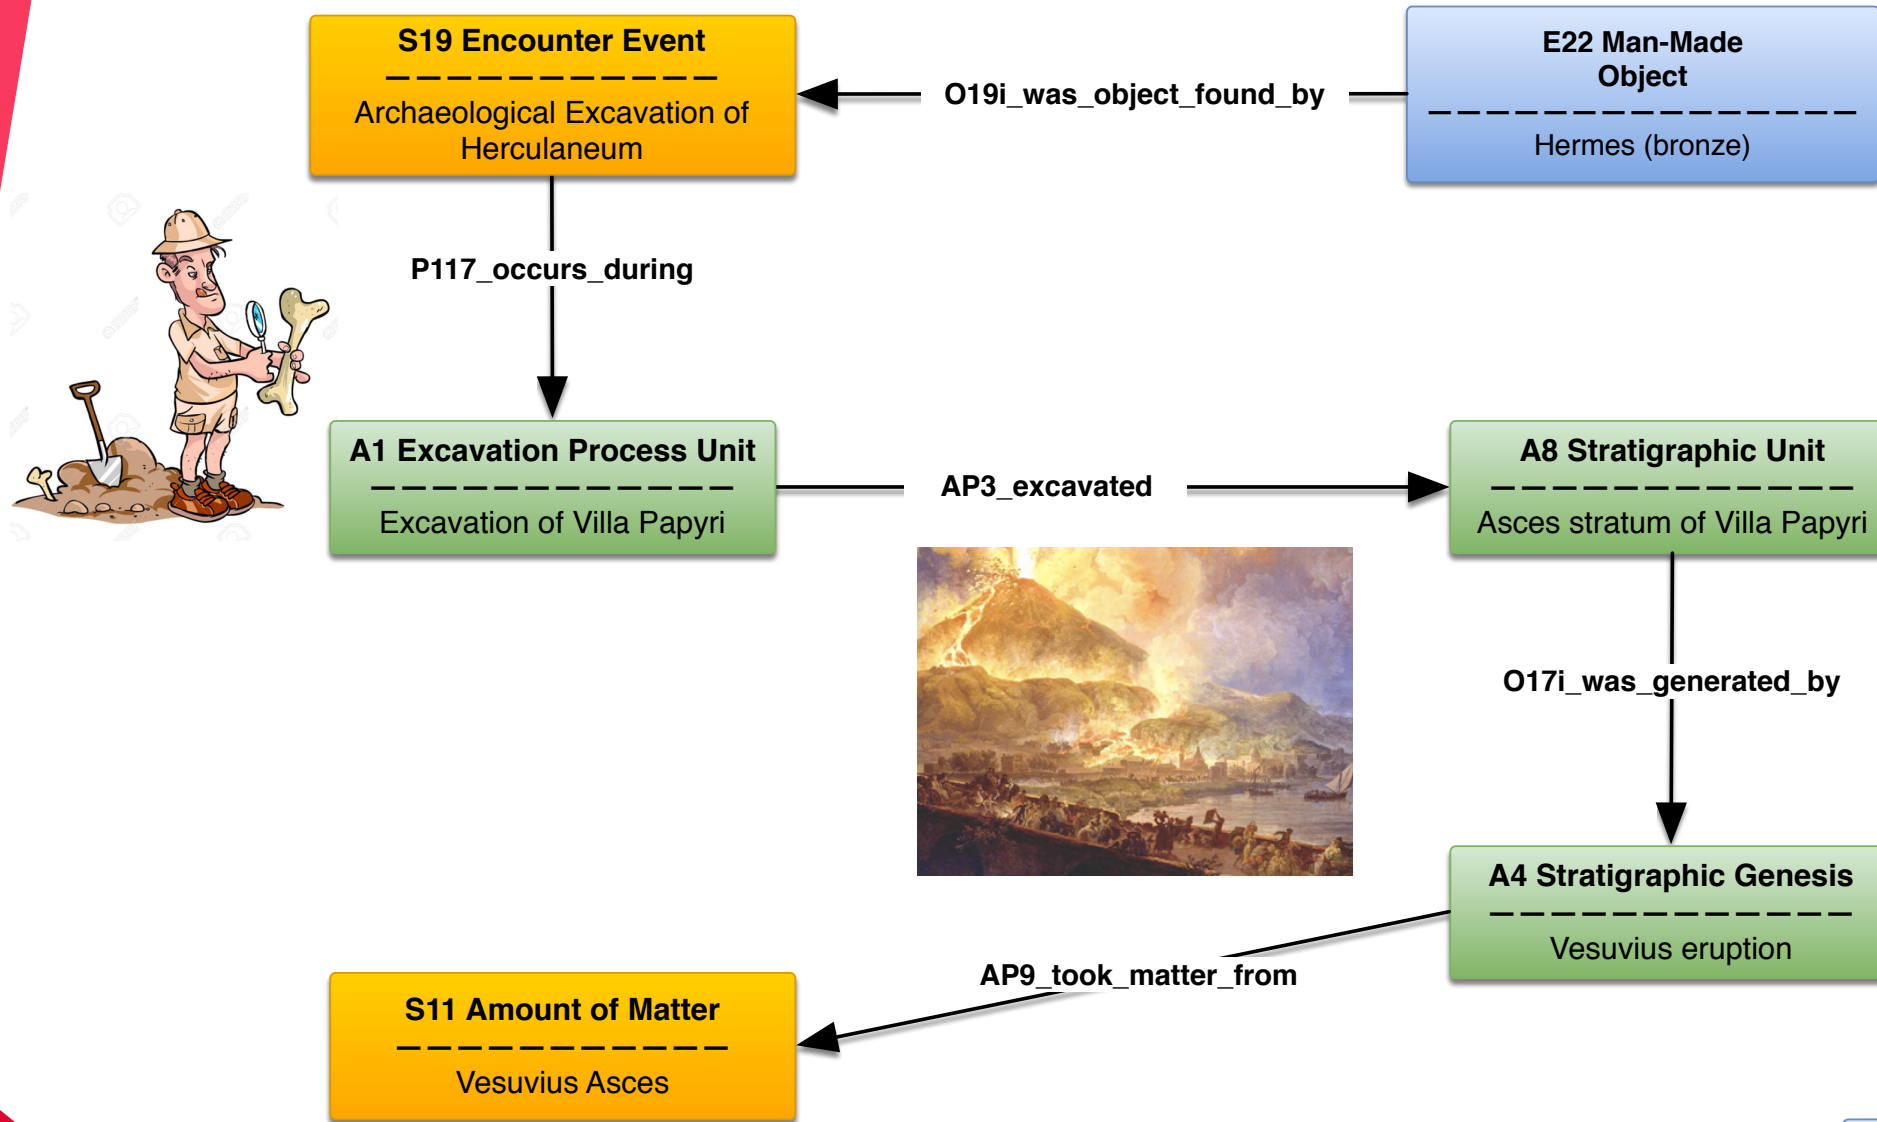 S19 Encounter Event
Archaeological Excavation of
Herculaneum
O19i_was_object_found_by
E22 Man-Made
Object
Hermes (bronze)
P117_occurs_during
A1 Excavation Process Unit
Excavation of Villa Papyri
AP3_excavated
A8 Stratigraphic Unit
Asces stratum of Villa Papyri
O17i_was_generated_by
A4 Stratigraphic Genesis
Vesuvius eruption
AP9_took_matter_from
S11 Amount of Matter
Vesuvius Asces